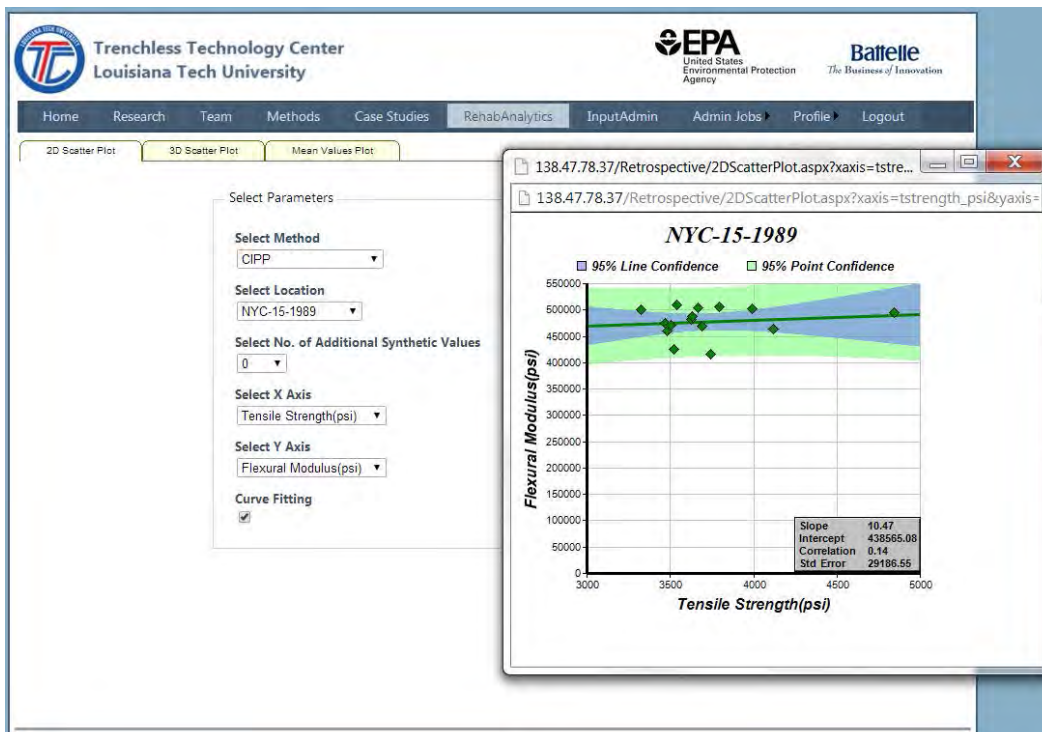 LOUISIANA TECH UNIVERSITY
Trenchless Technology Center
Louisiana Tech University
EPA
United States
Environmental Protection
Agency
Battelle
The Business of Innovation
Home Research Team Methods Case Studies RehabAnalytics InputAdmin Admin Jobs Profile Logout
2D Scatter Plot 3D Scatter Plot Mean Values Plot
Select Parameters
Select Method
CIPP
Select Location
NYC-15-1989
Select No. of Additional Synthetic Values
0
Select X Axis
Tensile Strength(psi)
Select Y Axis
Flexural Modulus(psi)
Curve Fitting
138.47.78.37/Retrospective/2DScatterPlot.aspx?xaxis=tstre...
138.47.78.37/Retrospective/2DScatterPlot.aspx?xaxis=tstrength_psi&yaxis=
NYC-15-1989
95% Line Confidence 95% Point Confidence
550000
500000
450000
400000
350000
300000
250000
200000
150000
100000
50000
0
Flexural Modulus(psi)
Slope 10.47
Intercept 438565.08
Correlation 0.14
Std Error 29186.55
3000 3500 4000 4500 5000
Tensile Strength(psi)